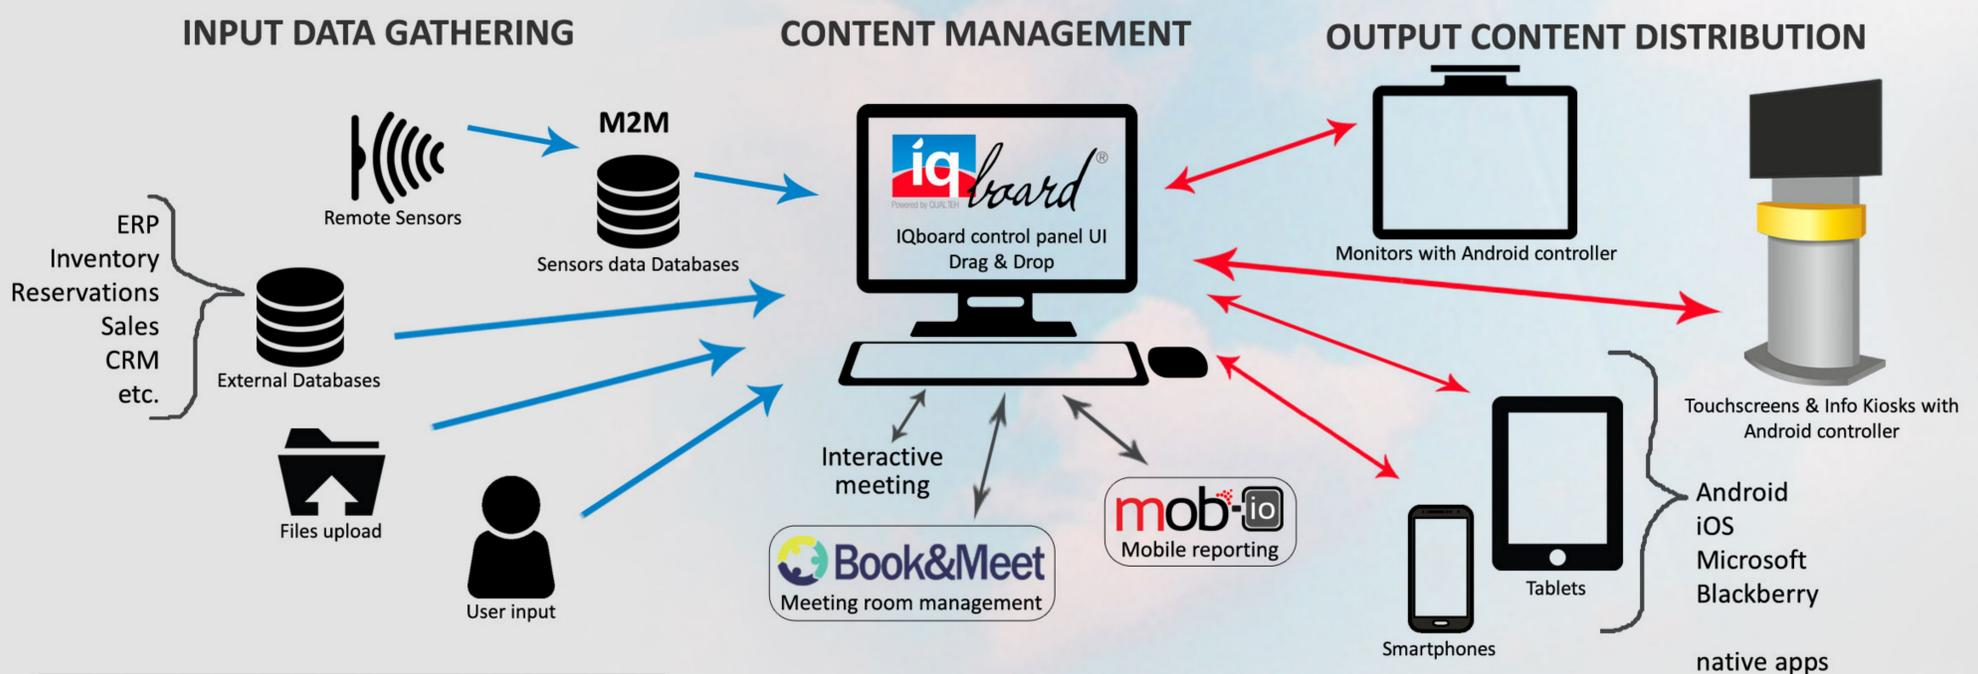 INPUT DATA GATHERING
CONTENT MANAGEMENT
OUTPUT CONTENT DISTRIBUTION
Remote Sensors
M2M
Sensors data Databases
ERP
Inventory
Reservations
Sales
CRM
etc.
External Databases
Files upload
User input
iq board®
Powered by QUALTEH
IQboard control panel UI
Drag & Drop
Interactive
meeting
Book&Meet
Meeting room management
mob-io
Mobile reporting
Monitors with Android controller
Touchscreens & Info Kiosks with
Android controller
Tablets
Smartphones
Android
iOS
Microsoft
Blackberry
native apps